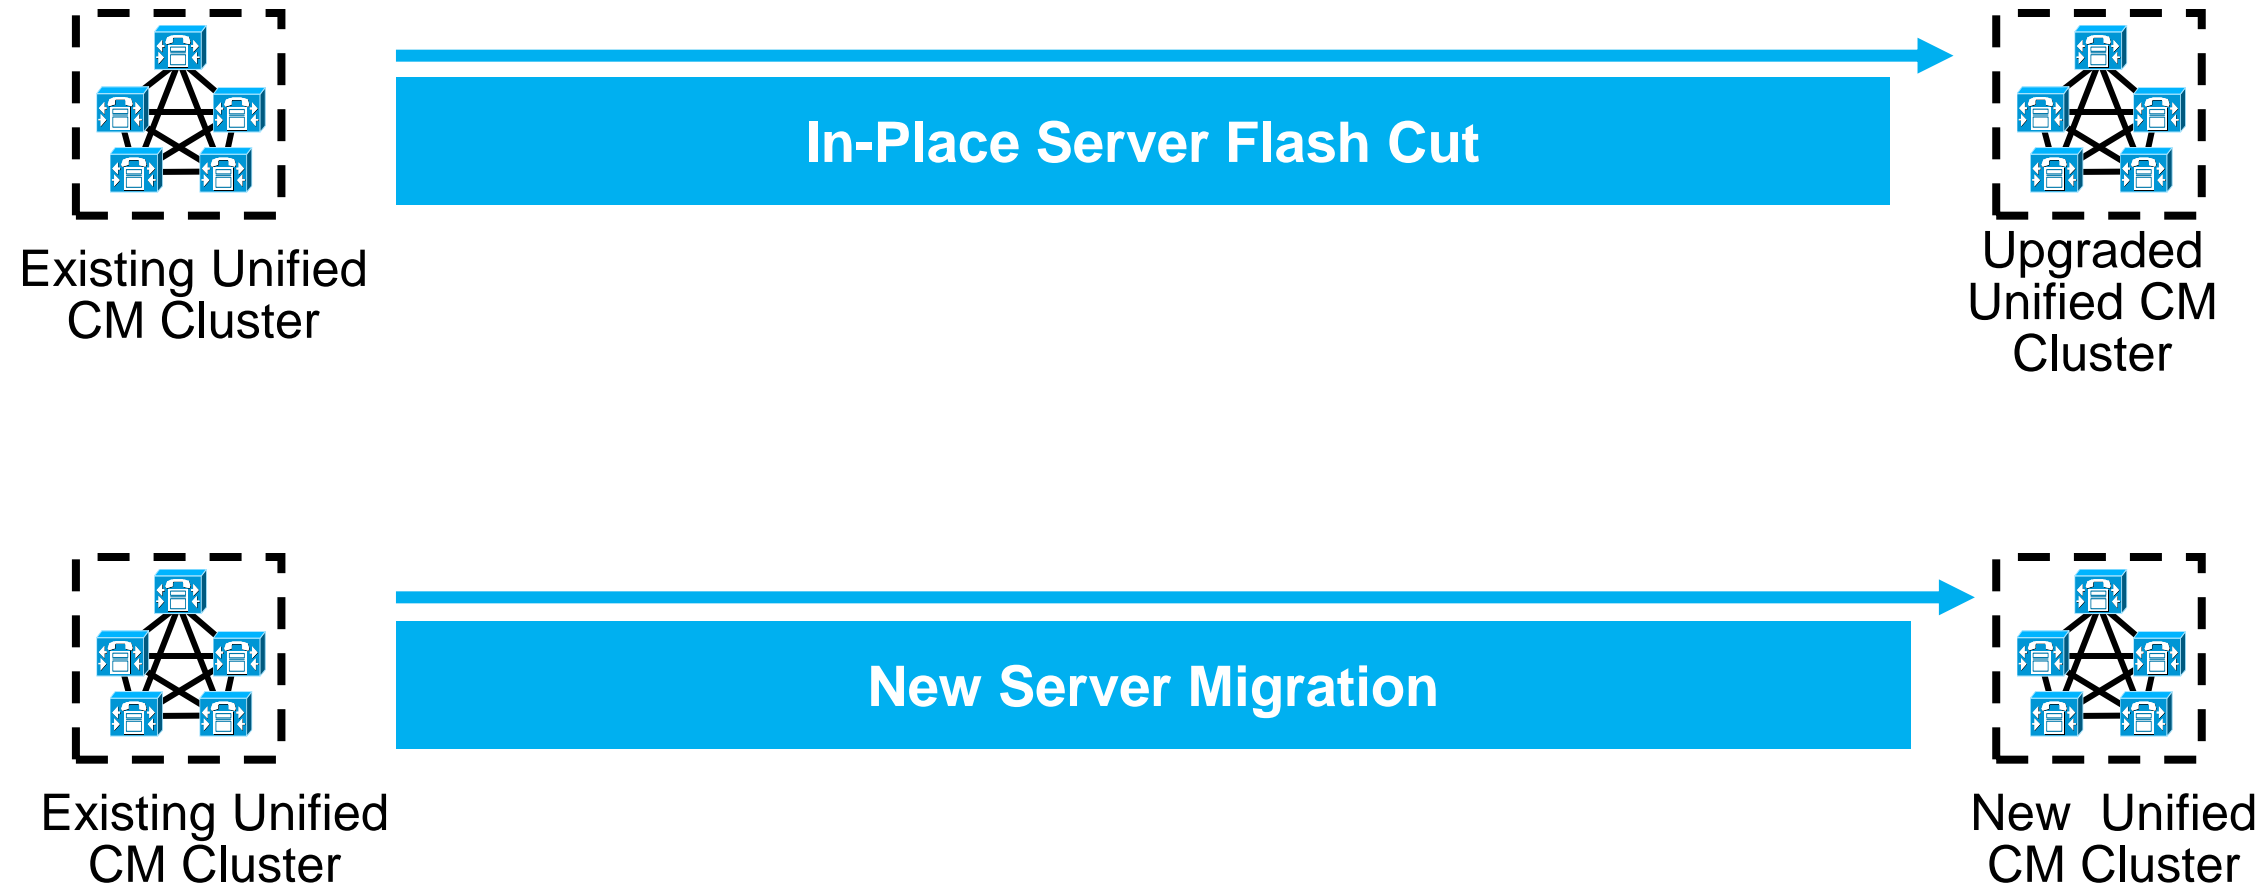 In-Place Server Flash Cut
Existing Unified
CM Cluster
Upgraded
Unified CM
Cluster
New Server Migration
Existing Unified
CM Cluster
New  Unified
CM Cluster